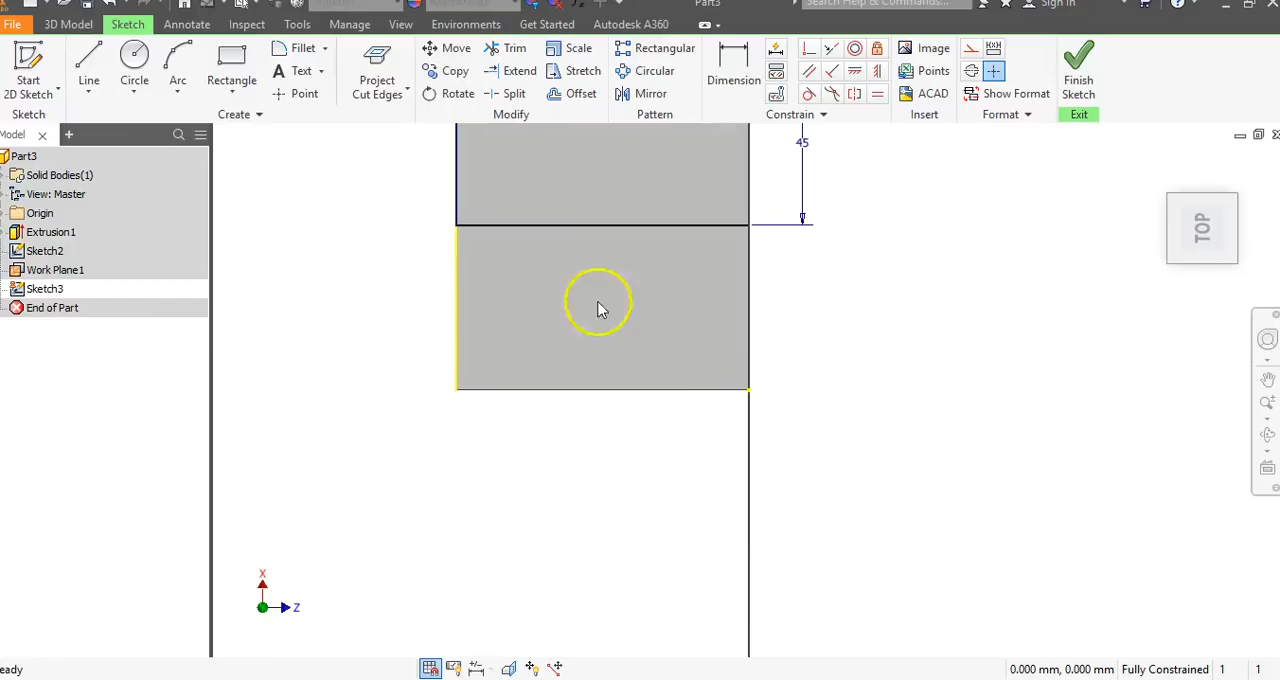 Part3
Search Help & Commands...
Sign In
File 3D Model Sketch Annotate Inspect Tools Manage View Environments Get Started Autodesk A360
Start
2D Sketch
Line
Circle
Arc
Rectangle
Fillet
Text
Point
Project
Cut Edges
Move
Copy
Rotate
Trim
Extend
Split
Scale
Stretch
Offset
Rectangular
Circular
Mirror
Dimension
Image
Points
ACAD
Show Format
Finish
Sketch
Sketch
Create
Modify
Pattern
Constrain
Insert
Format
Exit
Model
Part3
Solid Bodies(1)
View: Master
Origin
Extrusion1
Sketch2
Work Plane1
Sketch3
End of Part
45
TOP
X
Z
eady
0.000 mm, 0.000 mm Fully Constrained 1 1